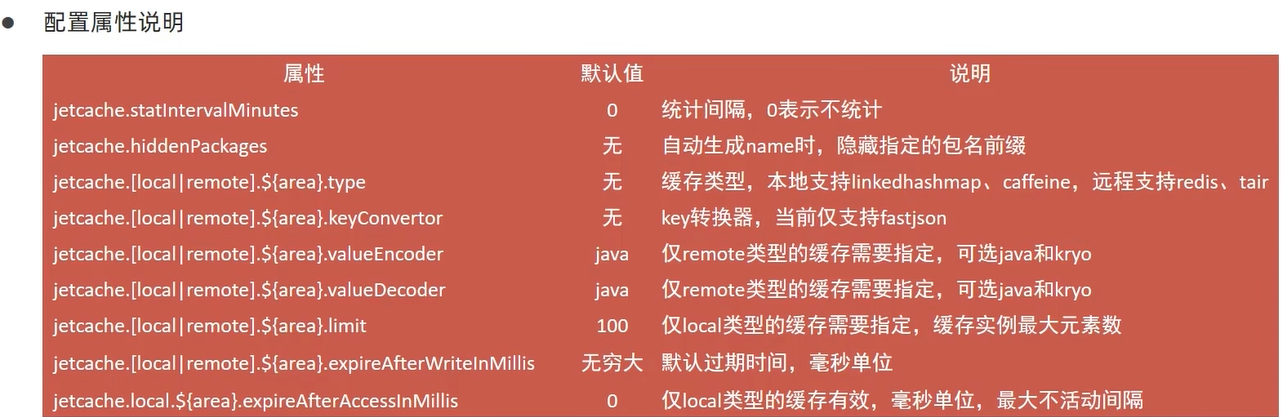 ● 配置属性说明
属性 默认值 说明
jetcache.statIntervalMinutes 0 统计间隔，0表示不统计
jetcache.hiddenPackages 无 自动生成name时，隐藏指定的包名前缀
jetcache.[local|remote].${area}.type 无 缓存类型，本地支持linkedhashmap、caffeine，远程支持redis、tair
jetcache.[local|remote].${area}.keyConvertor 无 key转换器，当前仅支持fastjson
jetcache.[local|remote].${area}.valueEncoder java 仅remote类型的缓存需要指定，可选java和kryo
jetcache.[local|remote].${area}.valueDecoder java 仅remote类型的缓存需要指定，可选java和kryo
jetcache.[local|remote].${area}.limit 100 仅local类型的缓存需要指定，缓存实例最大元素数
jetcache.[local|remote].${area}.expireAfterWriteInMillis 无穷大 默认过期时间，毫秒单位
jetcache.local.${area}.expireAfterAccessInMillis 0 仅local类型的缓存有效，毫秒单位，最大不活动间隔